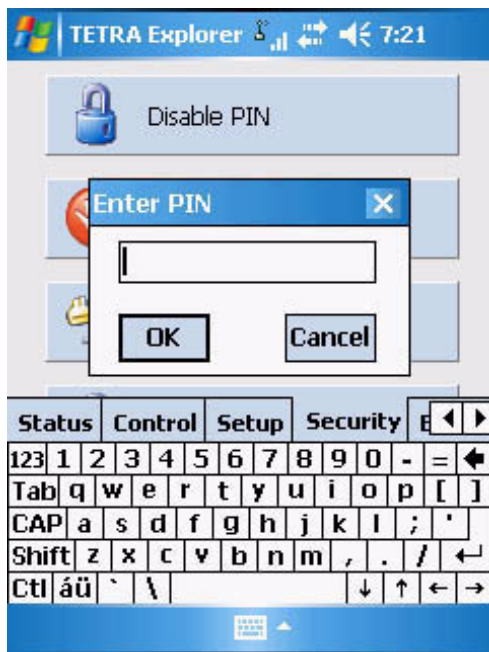 TETRA Explorer 7:21
Disable PIN
Enter PIN
OK Cancel
Status Control Setup Security
123 1 2 3 4 5 6 7 8 9 0 - =
Tab q w e r t y u i o p [ ]
CAP a s d f g h j k l ; '
Shift z x c v b n m , . /
Ctl áü ` \ ↓ ↑ ← →